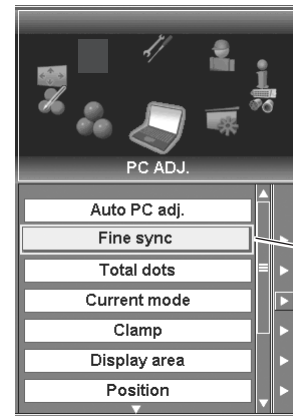 PC ADJ.
Auto PC adj.
Fine sync
Total dots
Current mode
Clamp
Display area
Position